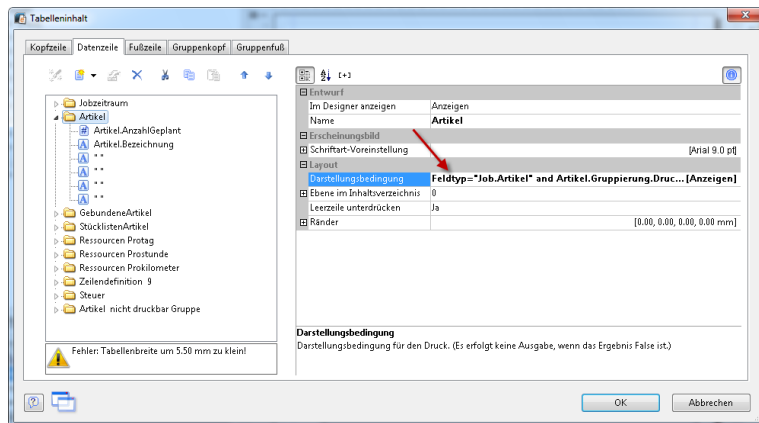 Tabelleninhalt
Kopfzeile Datenzeile Fußzeile Gruppenkopf Gruppenfuß
Jobzeitraum
Artikel
Artikel.AnzahlGeplant
Artikel.Bezeichnung
" "
" "
" "
" "
GebundeneArtikel
StücklistenArtikel
Ressourcen Protag
Ressourcen Prostunde
Ressourcen Prokilometer
Zeilendefinition 9
Steuer
Artikel nicht druckbar Gruppe
Fehler: Tabellenbreite um 5.50 mm zu klein!
Entwurf
Im Designer anzeigen Anzeigen
Name Artikel
Erscheinungsbild
Schriftart-Voreinstellung [Arial 9.0 pt]
Layout
Darstellungsbedingung Feldtyp="Job.Artikel" and Artikel.Gruppierung.Druc... [Anzeigen]
Ebene im Inhaltsverzeichnis 0
Leerzeile unterdrücken Ja
Ränder [0.00, 0.00, 0.00, 0.00 mm]
Darstellungsbedingung
Darstellungsbedingung für den Druck. (Es erfolgt keine Ausgabe, wenn das Ergebnis False ist.)
OK Abbrechen